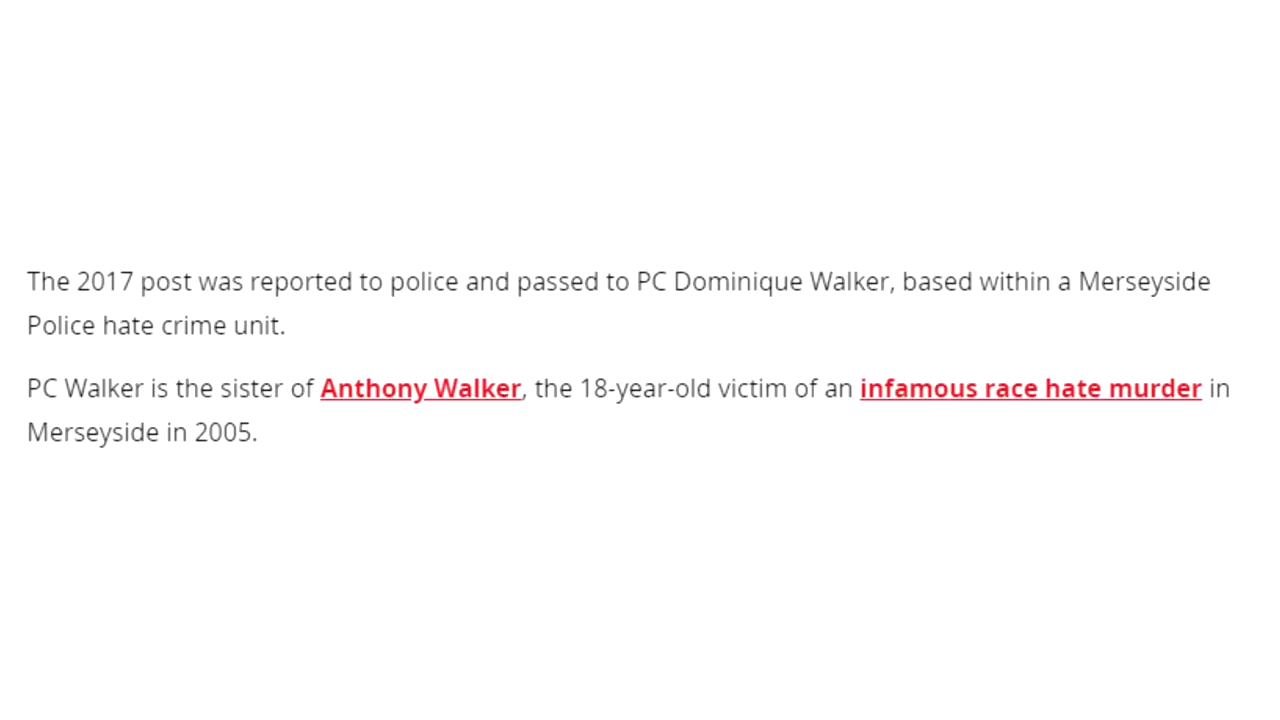 The 2017 post was reported to police and passed to PC Dominique Walker, based within a Merseyside
Police hate crime unit.
PC Walker is the sister of Anthony Walker, the 18-year-old victim of an infamous race hate murder in
Merseyside in 2005.